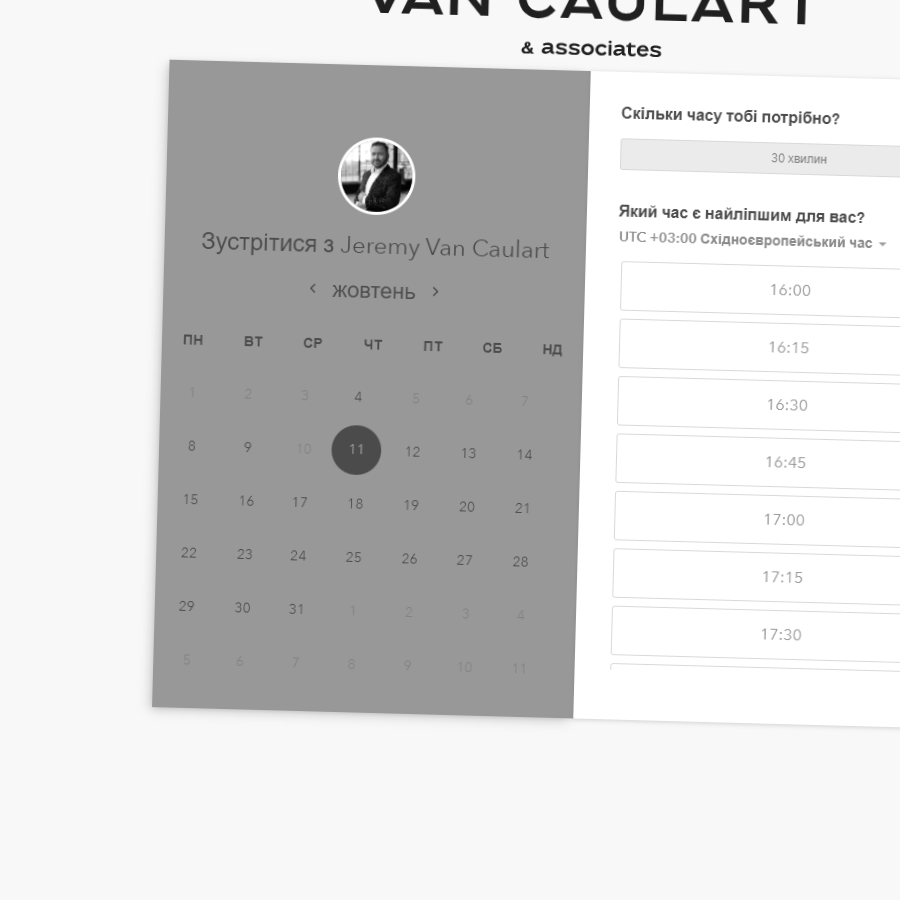 VAN CAULART
& associates
Зустрітися з Jeremy Van Caulart
жовтень
ПН ВТ СР ЧТ ПТ СБ НД
1 2 3 4 5 6 7
8 9 10 11 12 13 14
15 16 17 18 19 20 21
22 23 24 25 26 27 28
29 30 31 1 2 3 4
5 6 7 8 9 10 11
Скільки часу тобі потрібно?
30 хвилин
Який час є найліпшим для вас?
UTC +03:00 Східноєвропейський час
16:00
16:15
16:30
16:45
17:00
17:15
17:30